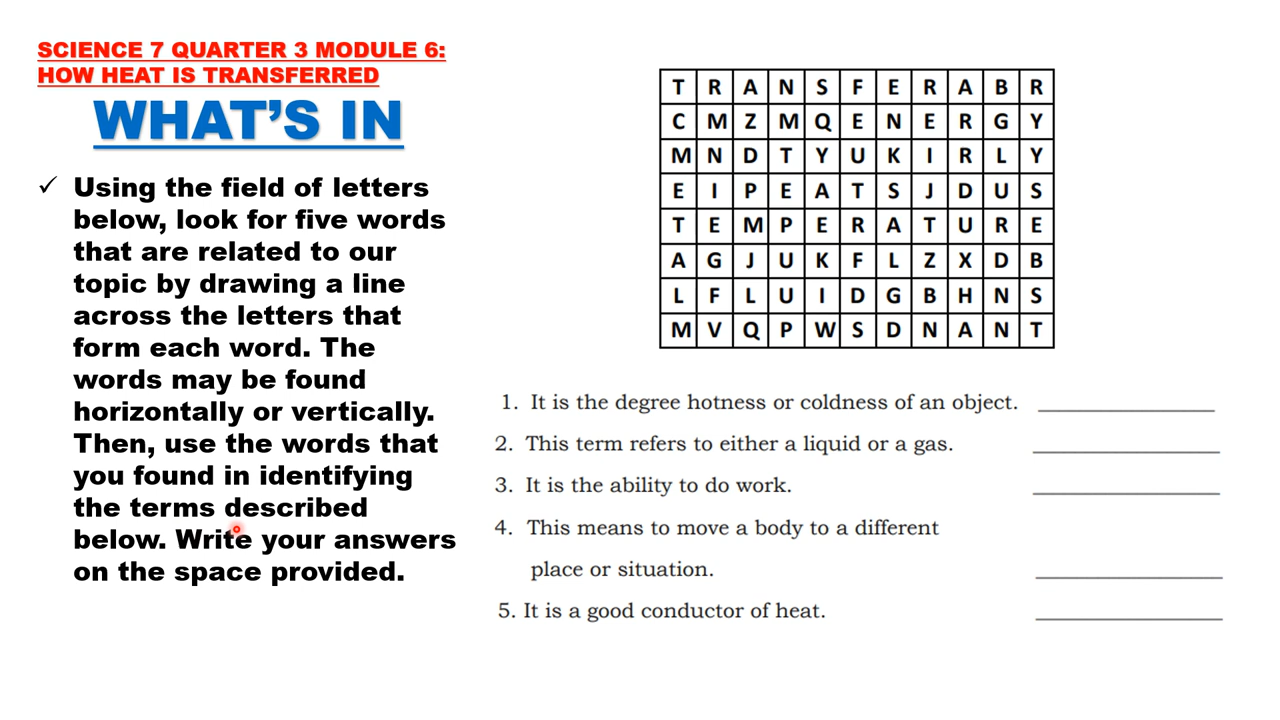 SCIENCE 7 QUARTER 3 MODULE 6:
HOW HEAT IS TRANSFERRED
WHAT'S IN
✓ Using the field of letters
below, look for five words
that are related to our
topic by drawing a line
across the letters that
form each word. The
words may be found
horizontally or vertically.
Then, use the words that
you found in identifying
the terms described
below. Write your answers
on the space provided.
T R A N S F E R A B R
C M Z M Q E N E R G Y
M N D T Y U K I R L Y
E I P E A T S J D U S
T E M P E R A T U R E
A G J U K F L Z X D B
L F L U I D G B H N S
M V Q P W S D N A N T
1. It is the degree hotness or coldness of an object. ________________
2. This term refers to either a liquid or a gas. ________________
3. It is the ability to do work. ________________
4. This means to move a body to a different
place or situation. ________________
5. It is a good conductor of heat. ________________